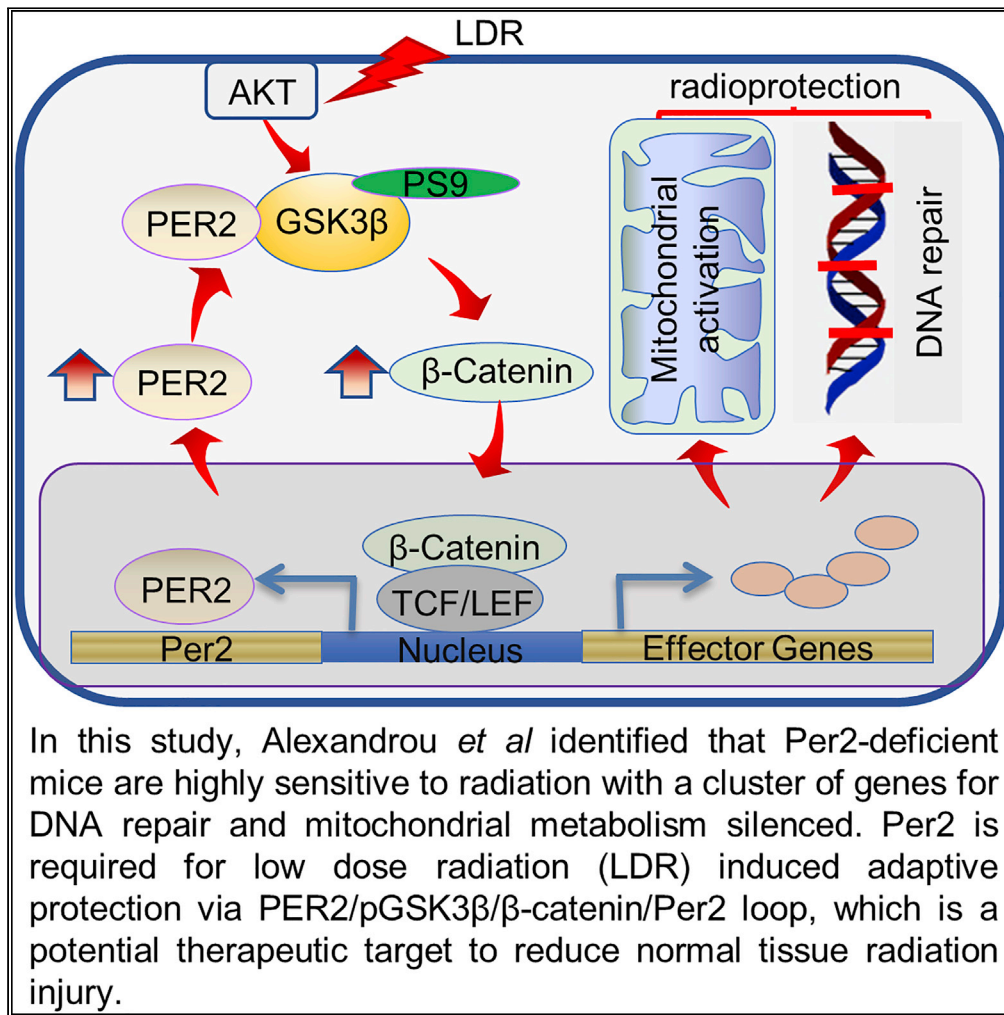 LDR
AKT
radioprotection
PS9
PER2
GSK3β
Mitochondrial
activation
DNA repair
PER2
β-Catenin
β-Catenin
PER2
TCF/LEF
Per2
Nucleus
Effector Genes
In this study, Alexandrou et al identified that Per2-deficient
mice are highly sensitive to radiation with a cluster of genes for
DNA repair and mitochondrial metabolism silenced. Per2 is
required for low dose radiation (LDR) induced adaptive
protection via PER2/pGSK3β/β-catenin/Per2 loop, which is a
potential therapeutic target to reduce normal tissue radiation
injury.